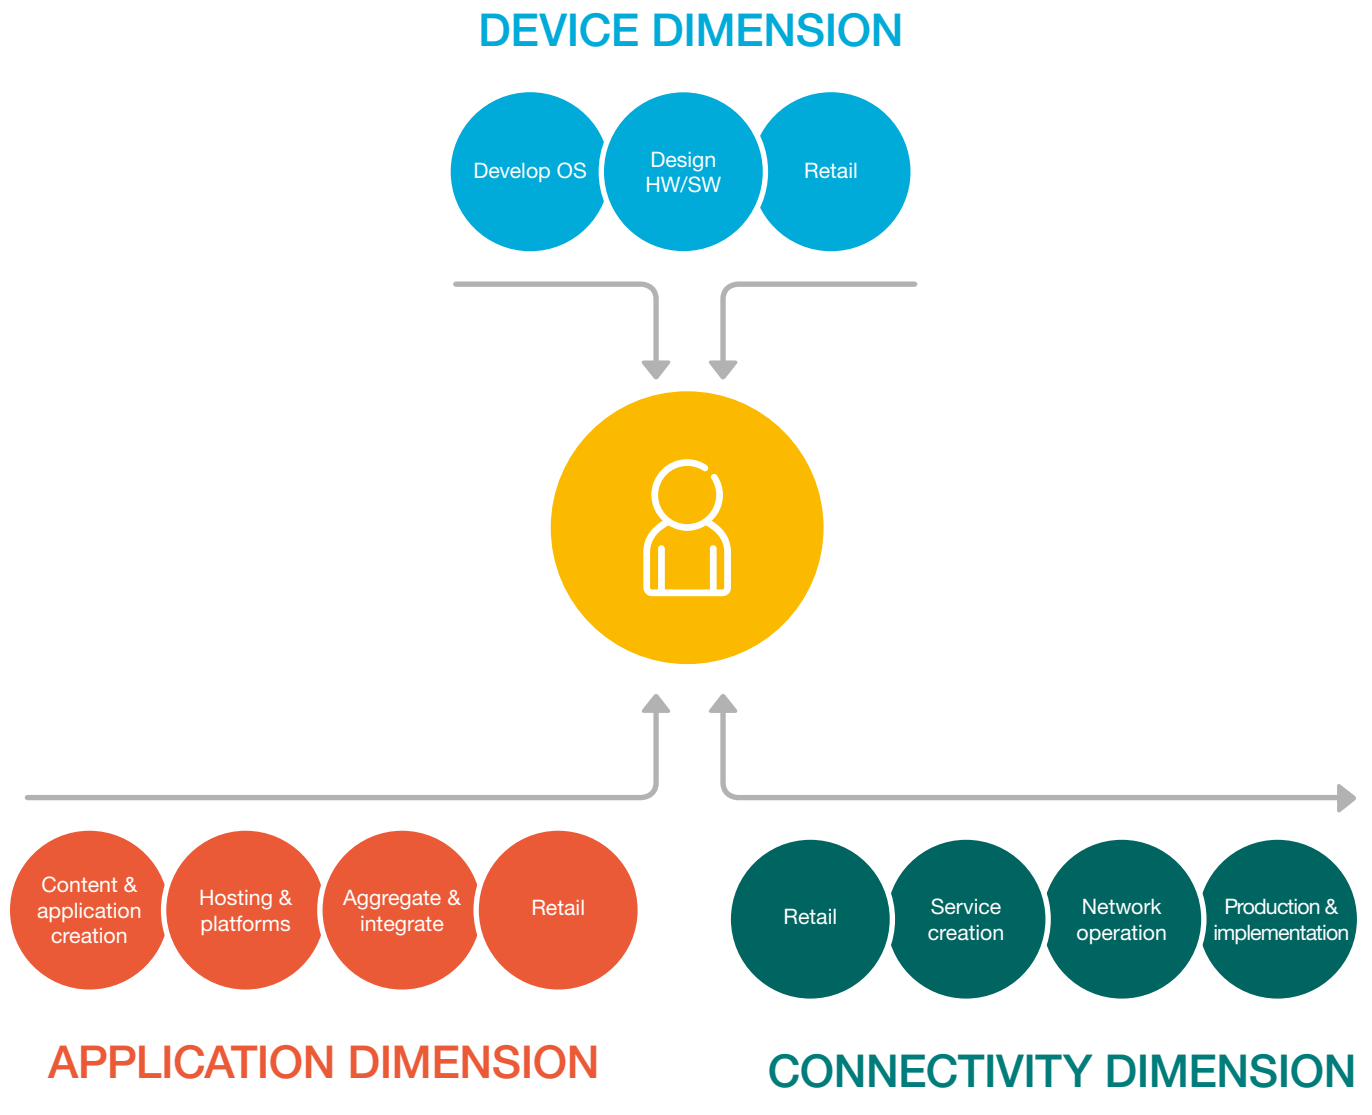 DEVICE DIMENSION
Develop OS
Design
HW/SW
Retail
Content &
application
creation
Hosting &
platforms
Aggregate &
integrate
Retail
APPLICATION DIMENSION
Retail
Service
creation
Network
operation
Production &
implementation
CONNECTIVITY DIMENSION